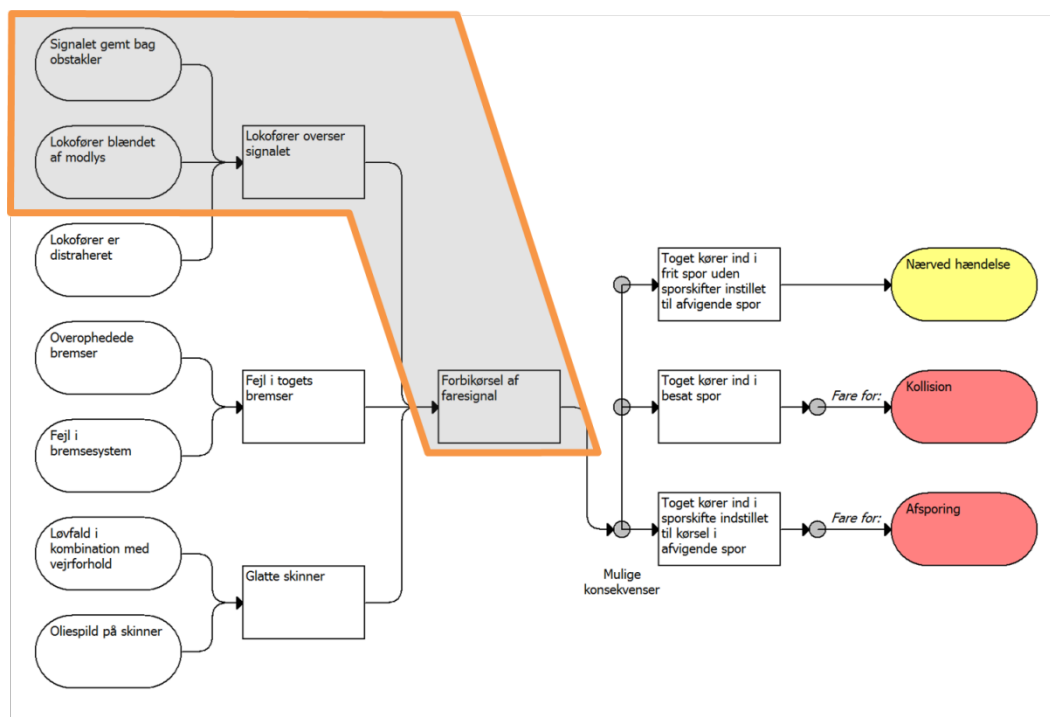 Signalet gemt bag
obstakler
Lokofører blændet
af modlys
Lokofører overser
signalet
Lokofører er
distraheret
Overophedede
bremser
Fejl i togets
bremser
Fejl i
bremsesystem
Løvfald i
kombination med
vejrforhold
Glatte skinner
Oliespild på skinner
Forbikørsel af
faresignal
Mulige
konsekvenser
Toget kører ind i
frit spor uden
sporskifter instillet
til afvigende spor
Nærved hændelse
Toget kører ind i
besat spor
Fare for:
Kollision
Toget kører ind i
sporskifte indstillet
til kørsel i
afvigende spor
Fare for:
Afsporing